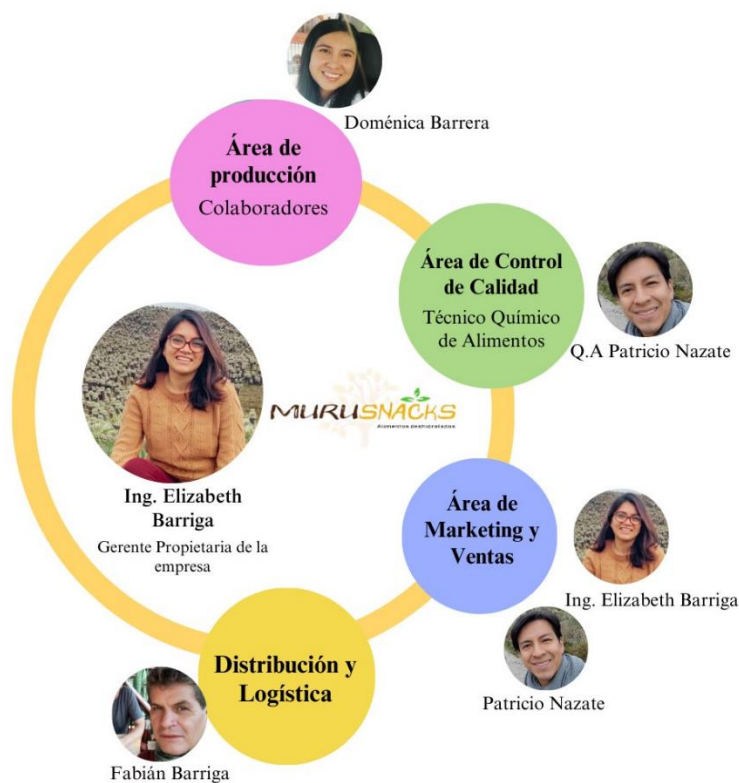 Doménica Barrera
Área de
producción
Colaboradores
Área de Control
de Calidad
Técnico Químico
de Alimentos
Q.A Patricio Nazate
MURUSNACKS
Alimentos deshidratados
Ing. Elizabeth
Barriga
Gerente Propietaria de la
empresa
Área de
Marketing y
Ventas
Ing. Elizabeth Barriga
Patricio Nazate
Distribución y
Logística
Fabián Barriga